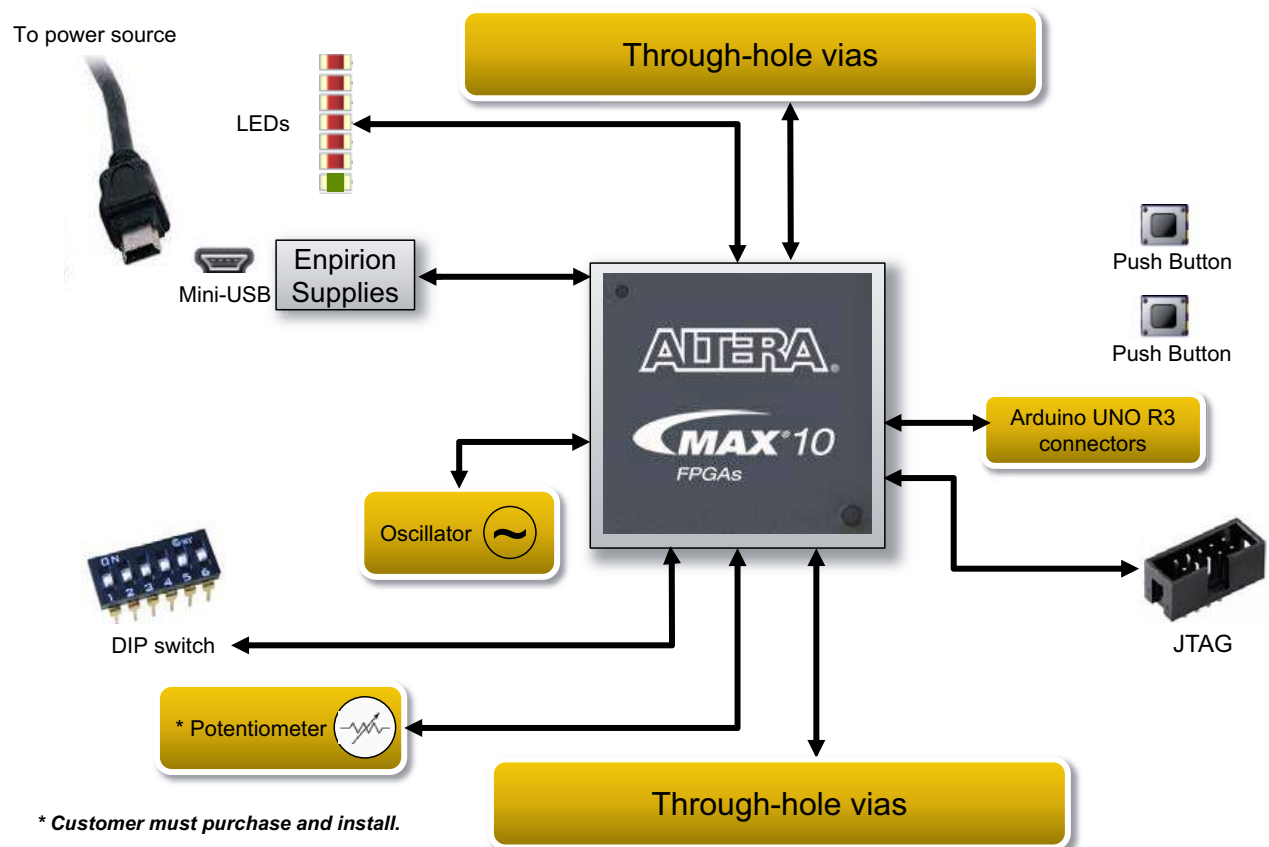 To power source
Through-hole vias
LEDs
Enpirion
Supplies
Mini-USB
Push Button
Push Button
ALTERA®
MAX® 10
FPGAs
Arduino UNO R3
connectors
Oscillator
ON
1 2 3 4 5 6
DIP switch
JTAG
* Potentiometer
Through-hole vias
* Customer must purchase and install.